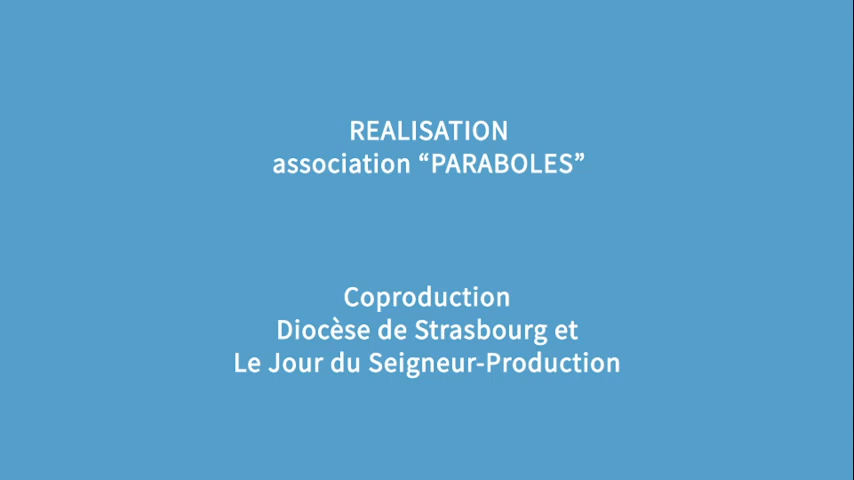 REALISATION
association “PARABOLES”
Coproduction
Diocèse de Strasbourg et
Le Jour du Seigneur-Production